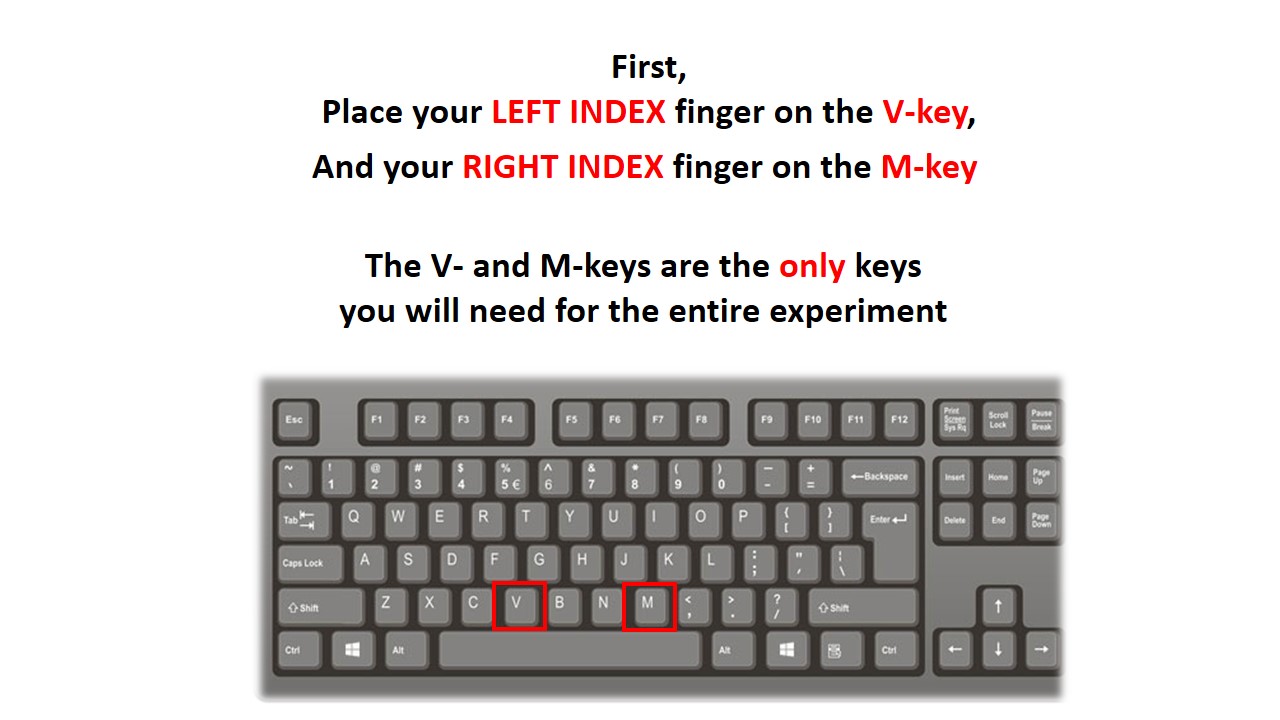 First,
Place your LEFT INDEX finger on the V-key,
And your RIGHT INDEX finger on the M-key
The V- and M-keys are the only keys
you will need for the entire experiment
Esc F1 F2 F3 F4 F5 F6 F7 F8 F9 F10 F11 F12 Print Screen Sys Rq Scroll Lock Pause Break
~ ! @ # $ % ^ & * ( ) – +
` 1 2 3 4 5 € 6 7 8 9 0 - = ←Backspace Insert Home Page Up
Tab Q W E R T Y U I O P { [ } ] Enter Delete End Page Down
Caps Lock A S D F G H J K L : ; " , ¦ \
⇧ Shift Z X C V B N M < , > . ? / ⇧ Shift ↑
Ctrl Alt Alt Ctrl ← ↓ →